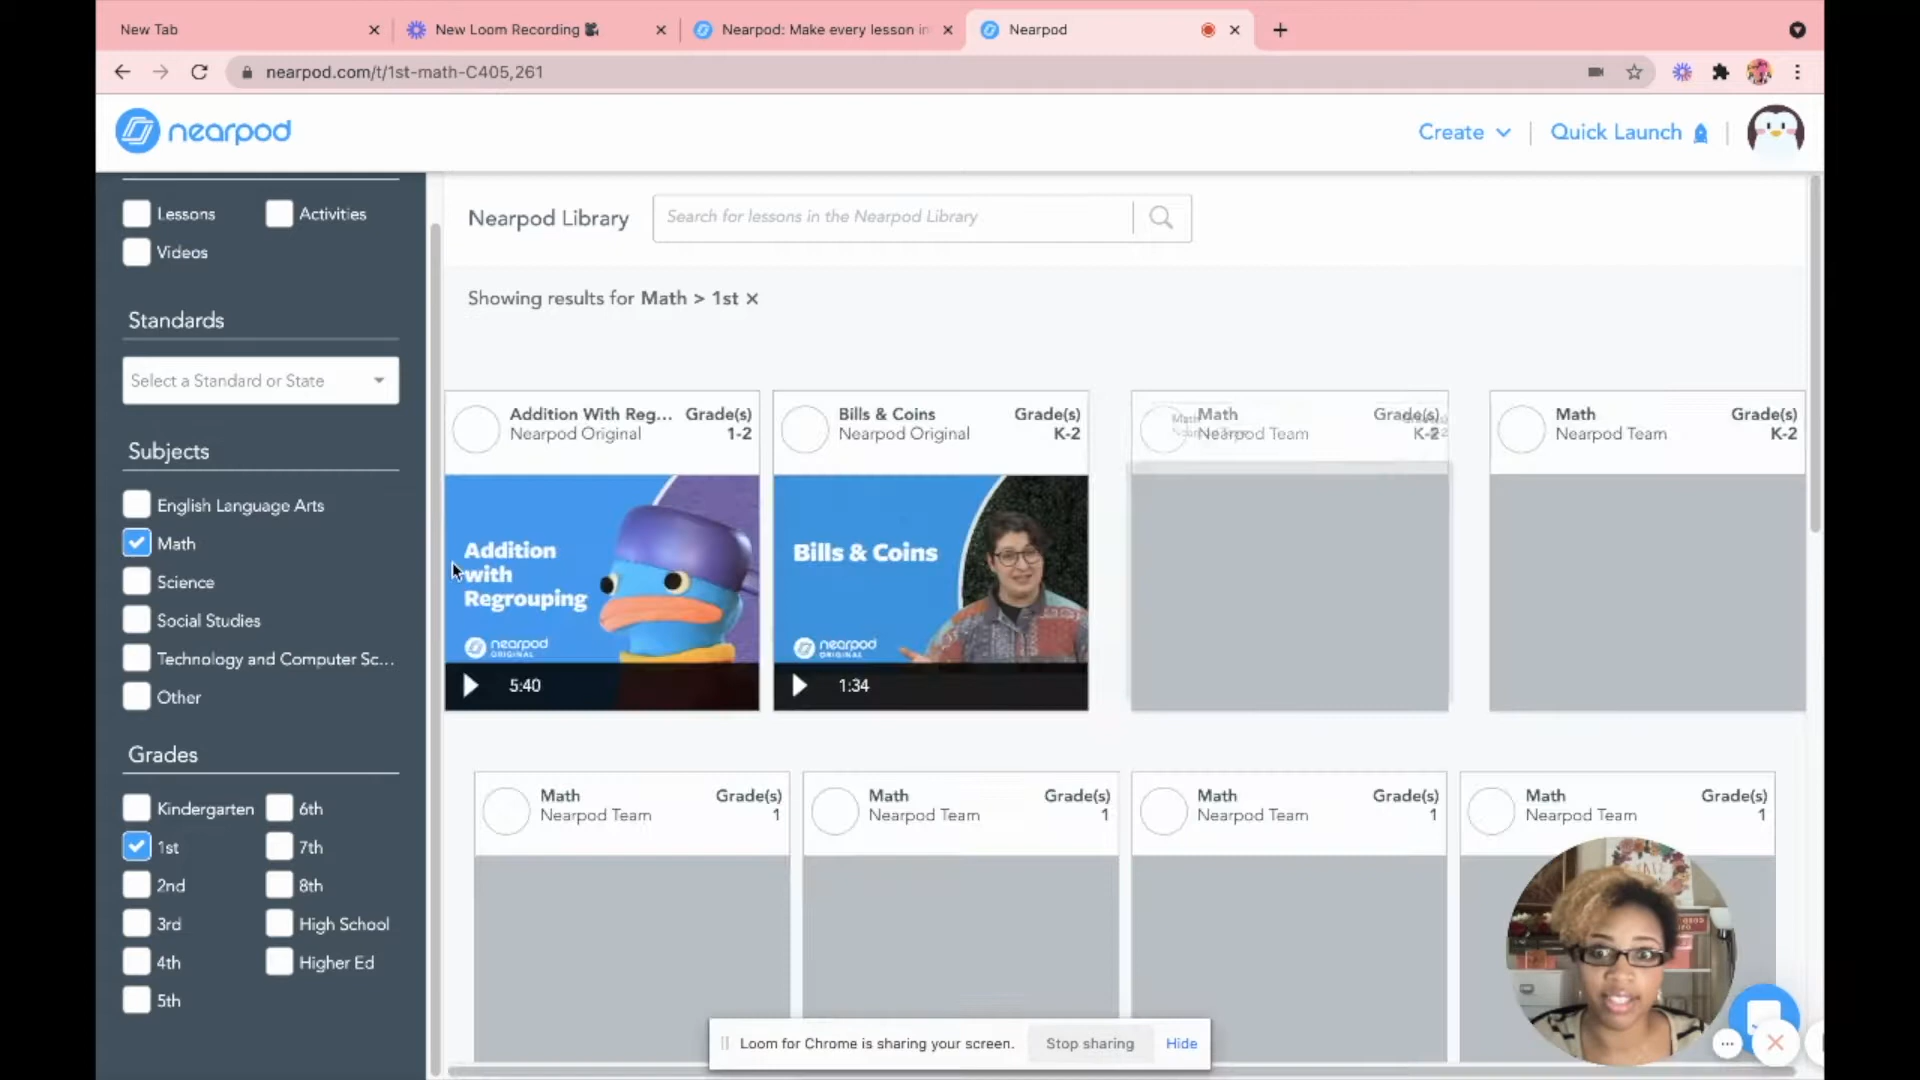 New Tab
New Loom Recording
Nearpod: Make every lesson in
Nearpod
nearpod.com/t/1st-math-C405,261
nearpod
Create
Quick Launch
Lessons
Activities
Videos
Standards
Select a Standard or State
Subjects
English Language Arts
Math
Science
Social Studies
Technology and Computer Sc...
Other
Grades
Kindergarten
6th
1st
7th
2nd
8th
3rd
High School
4th
Higher Ed
5th
Nearpod Library
Search for lessons in the Nearpod Library
Showing results for Math > 1st
Addition With Reg... Grade(s)
Nearpod Original 1-2
Addition
with
Regrouping
nearpod
ORIGINAL
5:40
Bills & Coins Grade(s)
Nearpod Original K-2
Bills & Coins
nearpod
ORIGINAL
1:34
Math Grade(s)
Nearpod Team K-2
Math Grade(s)
Nearpod Team K-2
Math Grade(s)
Nearpod Team 1
Math Grade(s)
Nearpod Team 1
Math Grade(s)
Nearpod Team 1
Math Grade(s)
Nearpod Team 1
Loom for Chrome is sharing your screen.
Stop sharing
Hide